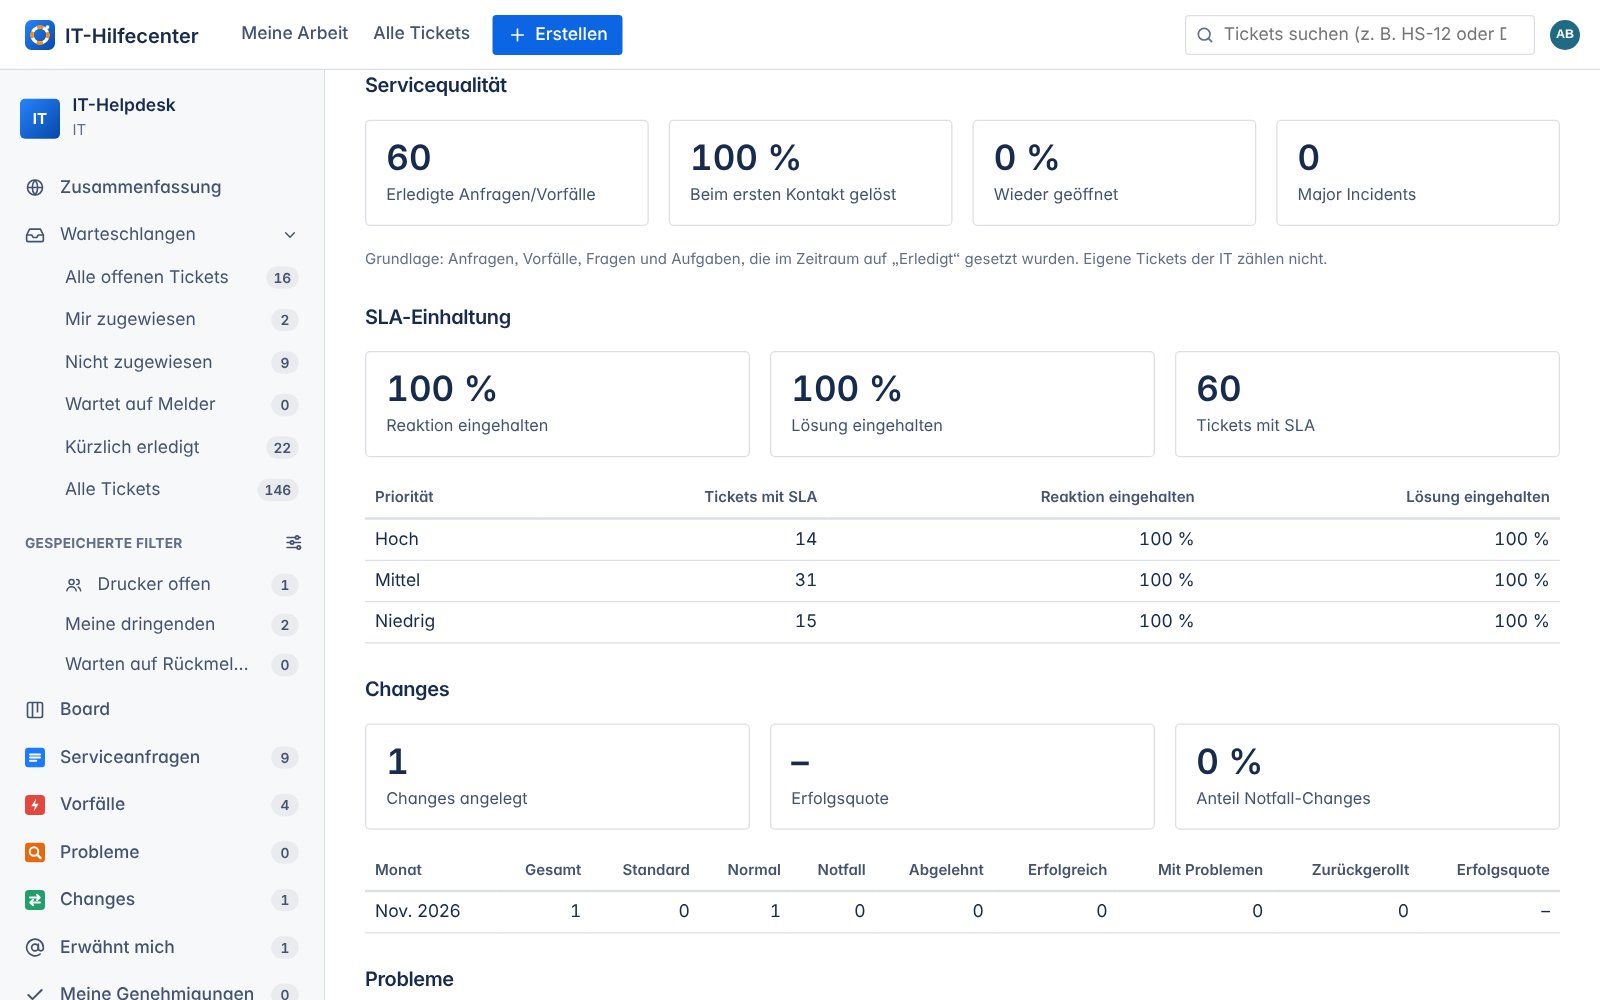 IT-Hilfecenter
Meine Arbeit
Alle Tickets
Erstellen
Tickets suchen (z. B. HS-12 oder D
AB
IT
IT-Helpdesk
IT
Zusammenfassung
Warteschlangen
Alle offenen Tickets 16
Mir zugewiesen 2
Nicht zugewiesen 9
Wartet auf Melder 0
Kürzlich erledigt 22
Alle Tickets 146
GESPEICHERTE FILTER
Drucker offen 1
Meine dringenden 2
Warten auf Rückmel... 0
Board
Serviceanfragen 9
Vorfälle 4
Probleme 0
Changes 1
Erwähnt mich 1
Meine Genehmigungen 0
Servicequalität
60
Erledigte Anfragen/Vorfälle
100 %
Beim ersten Kontakt gelöst
0 %
Wieder geöffnet
0
Major Incidents
Grundlage: Anfragen, Vorfälle, Fragen und Aufgaben, die im Zeitraum auf „Erledigt“ gesetzt wurden. Eigene Tickets der IT zählen nicht.
SLA-Einhaltung
100 %
Reaktion eingehalten
100 %
Lösung eingehalten
60
Tickets mit SLA
Priorität Tickets mit SLA Reaktion eingehalten Lösung eingehalten
Hoch 14 100 % 100 %
Mittel 31 100 % 100 %
Niedrig 15 100 % 100 %
Changes
1
Changes angelegt
–
Erfolgsquote
0 %
Anteil Notfall-Changes
Monat Gesamt Standard Normal Notfall Abgelehnt Erfolgreich Mit Problemen Zurückgerollt Erfolgsquote
Nov. 2026 1 0 1 0 0 0 0 0 –
Probleme